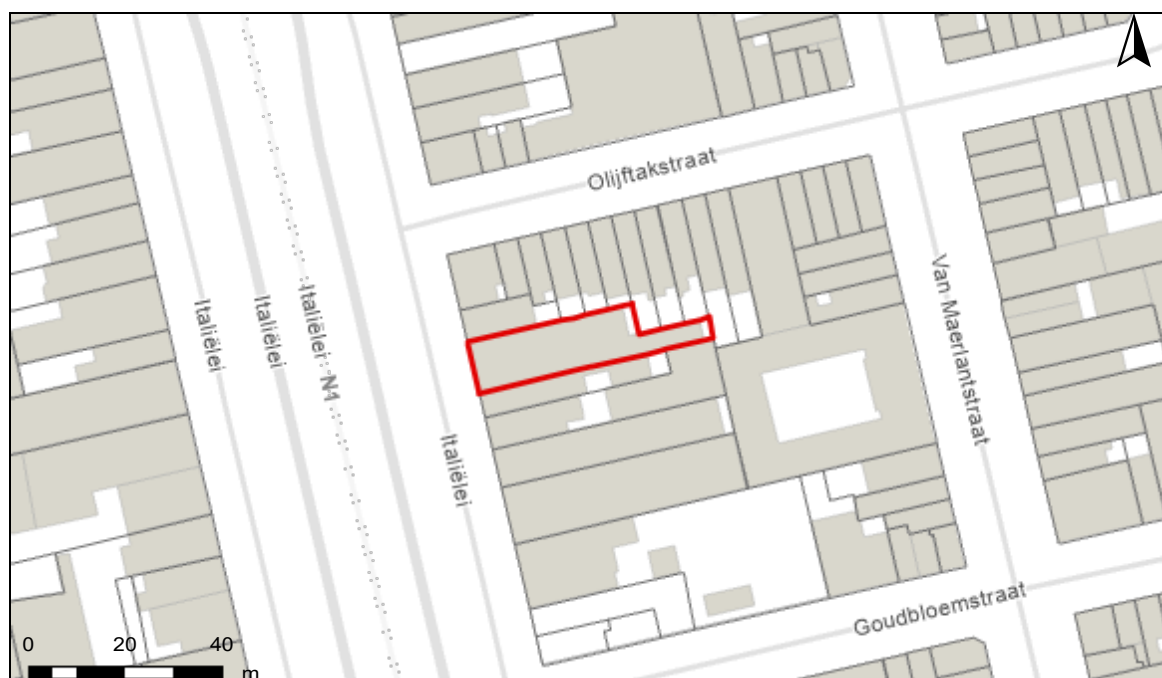 Olijftakstraat
Italiëlei
Italiëlei
Italiëlei N1
Italiëlei
Van Maerlantstraat
Goudbloemstraat
0 20 40
m